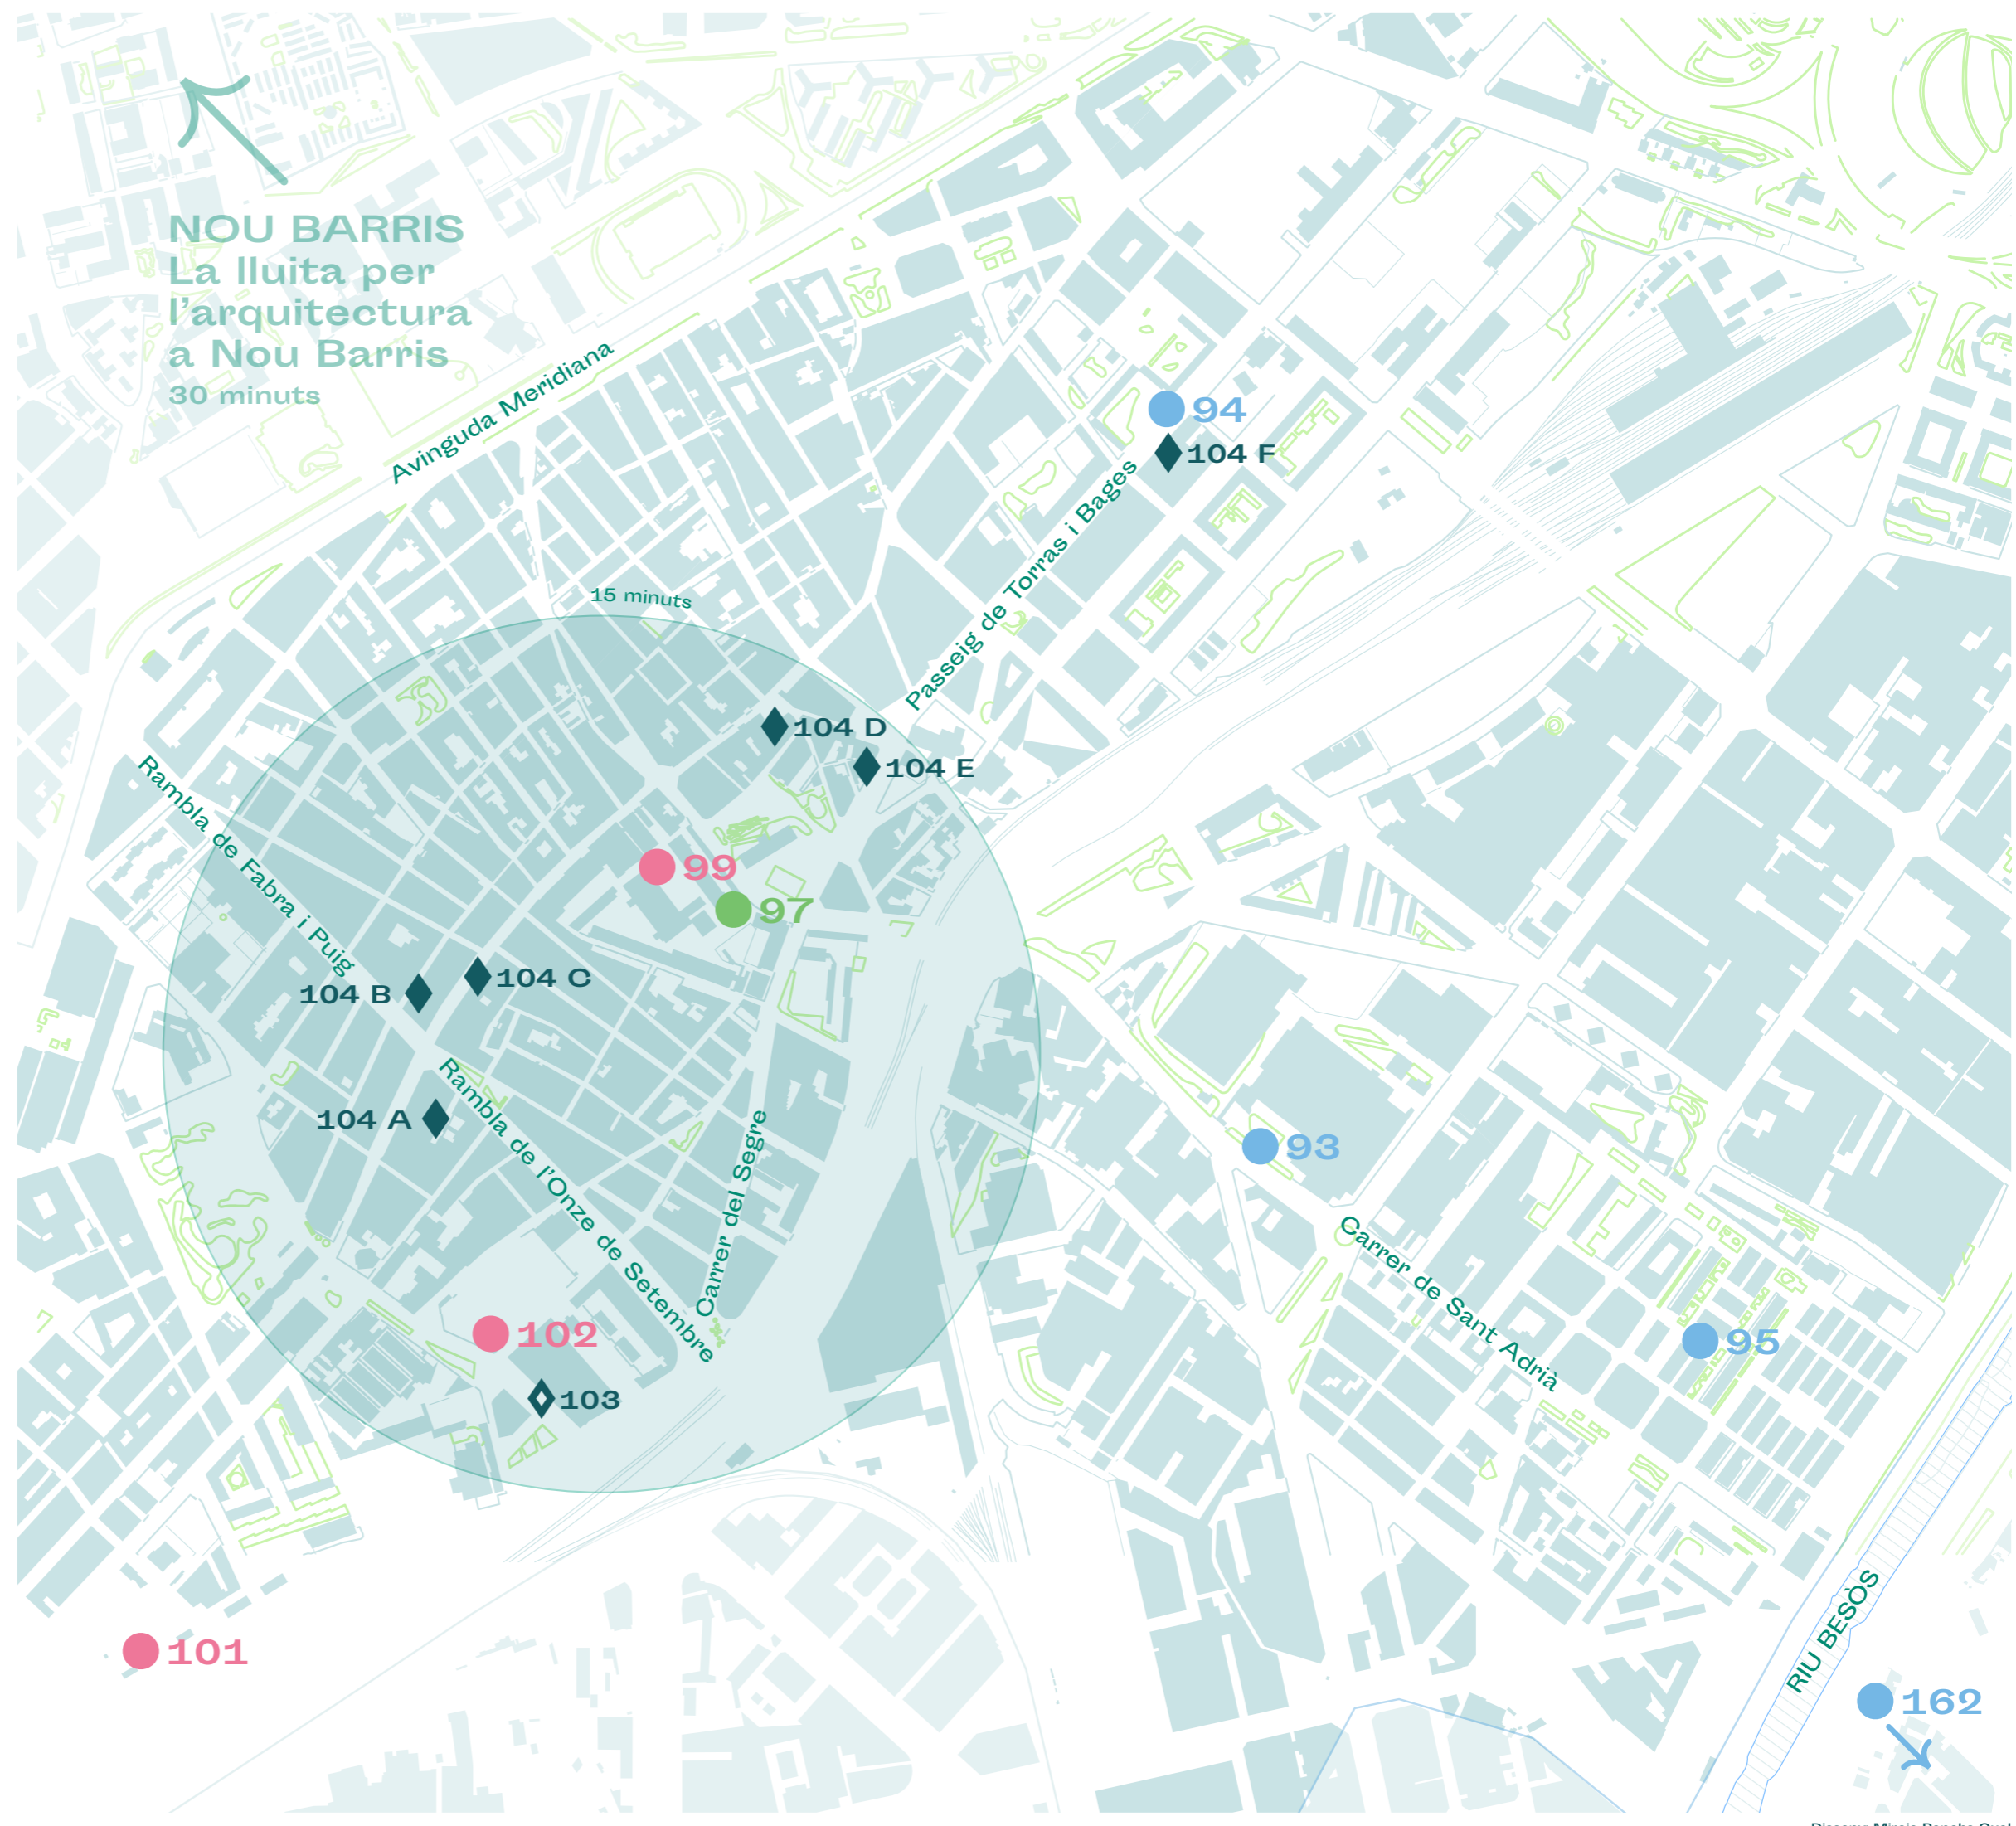 NOU BARRIS
La lluita per
l'arquitectura
a Nou Barris
30 minuts
Avinguda Meridiana
94
104 F
Passeig de Torras i Bages
15 minuts
104 D
104 E
Rambla de Fabra i Puig
99
97
104 C
104 B
Rambla de l'Onze de Setembre
104 A
Carrer del Segre
93
Carrer de Sant Adrià
102
95
103
RIU BESÒS
101
162